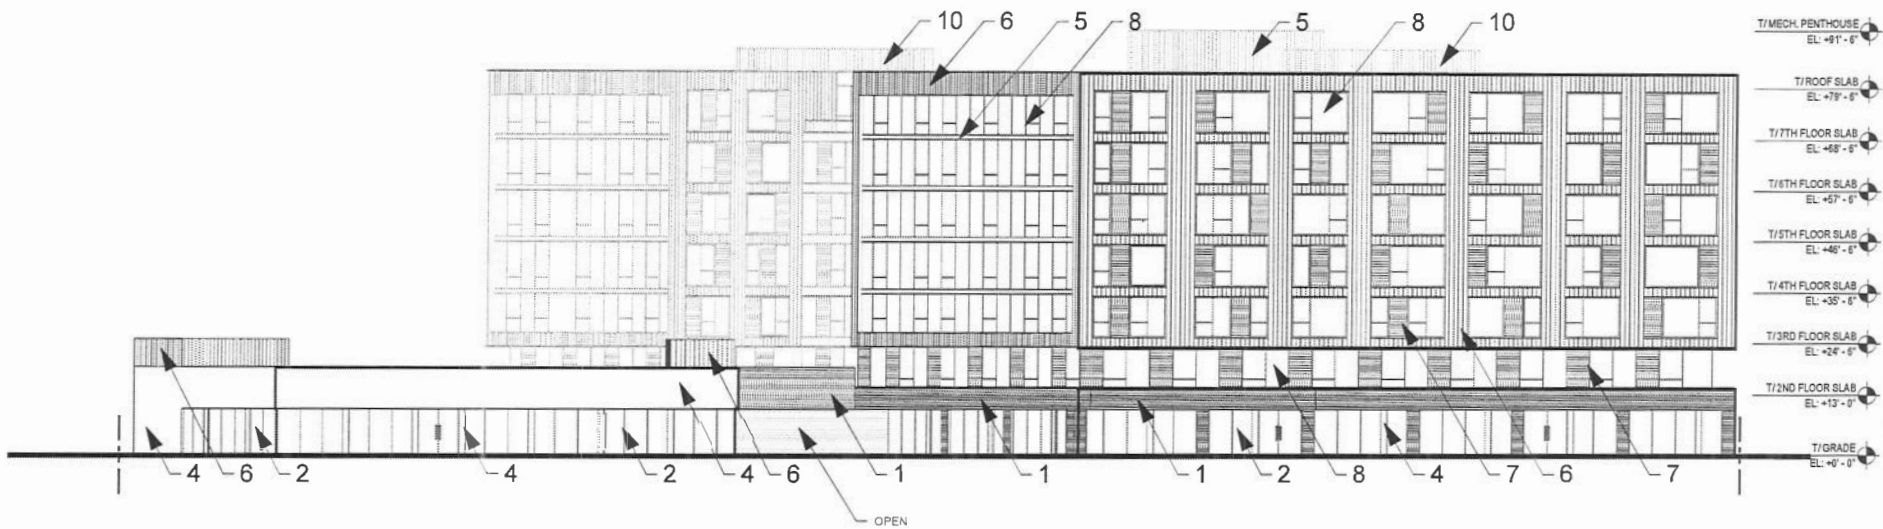 10 6 5 8 5 8 10
T/MECH. PENTHOUSE
EL: +91' - 6"
T/ROOF SLAB
EL: +79' - 6"
T/7TH FLOOR SLAB
EL: +68' - 6"
T/6TH FLOOR SLAB
EL: +57' - 6"
T/5TH FLOOR SLAB
EL: +46' - 6"
T/4TH FLOOR SLAB
EL: +35' - 6"
T/3RD FLOOR SLAB
EL: +24' - 6"
T/2ND FLOOR SLAB
EL: +13' - 0"
T/GRADE
EL: +0' - 0"
4 6 2 4 2 4 6 1 1 1 2 8 4 7 6 7
OPEN